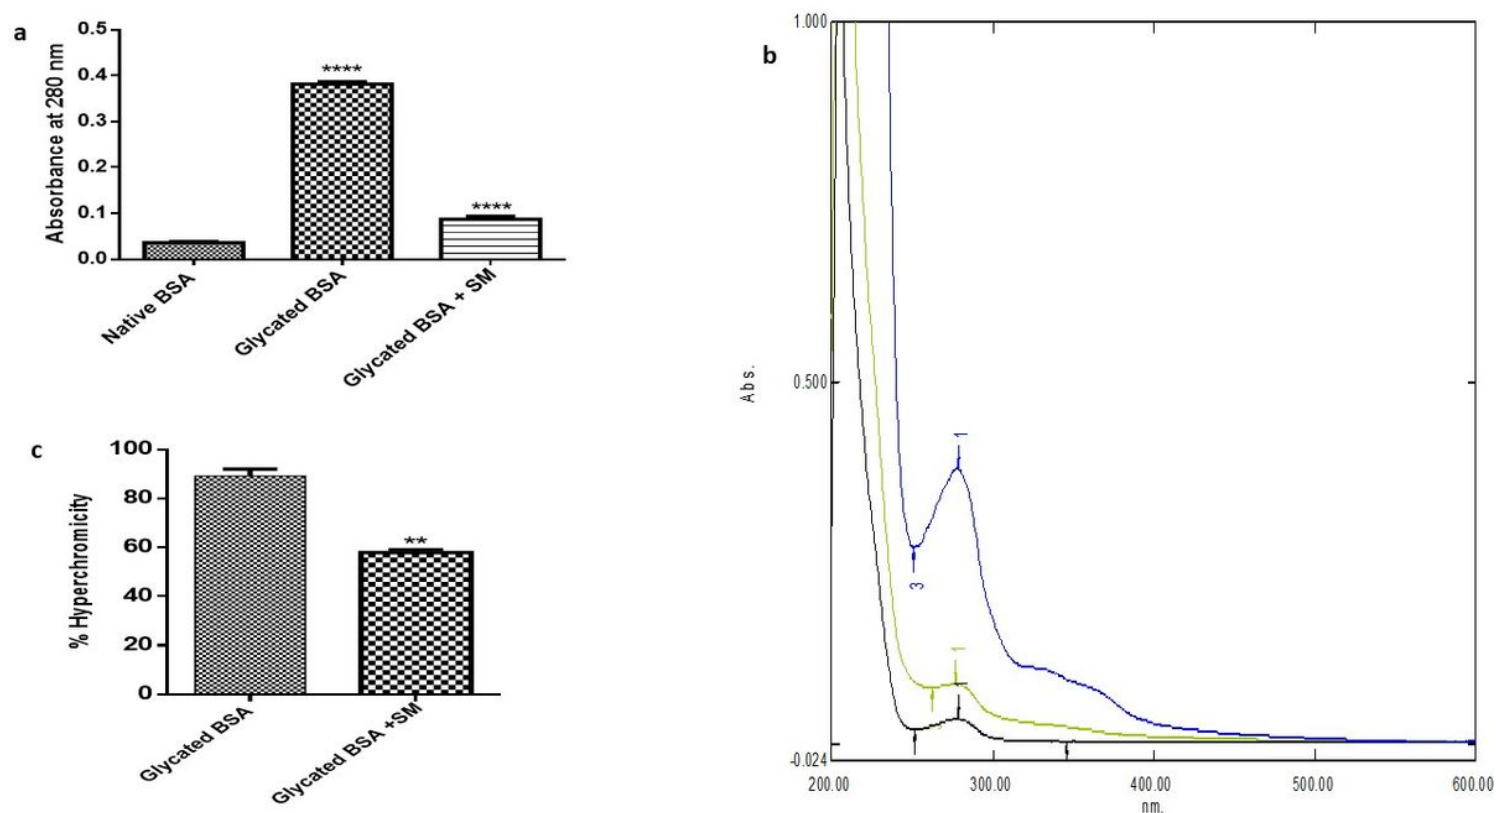 a
Absorbance at 280 nm
0.5
0.4
0.3
0.2
0.1
0.0
****
****
Native BSA
Glycated BSA
Glycated BSA + SM
b
Abs.
1.000
0.500
-0.024
200.00
300.00
400.00
500.00
600.00
nm.
1
3
1
1
c
% Hyperchromicity
100
80
60
40
20
0
**
Glycated BSA
Glycated BSA +SM